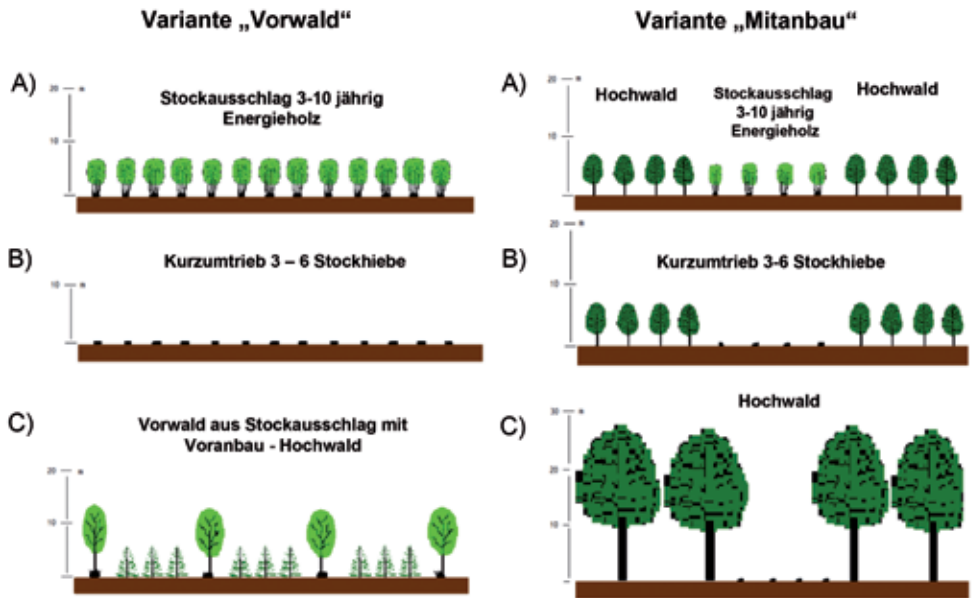 Variante „Vorwald“
A)
20 m
Stockausschlag 3-10 jährig
Energieholz
10
B)
Kurzumtrieb 3 – 6 Stockhiebe
10 m
C)
Vorwald aus Stockausschlag mit
Voranbau - Hochwald
20 m
10
Variante „Mitanbau“
A)
20 m
Hochwald
Stockausschlag
3-10 jährig
Energieholz
Hochwald
10
B)
20 m
Kurzumtrieb 3-6 Stockhiebe
10
C)
Hochwald
30 m
20
10